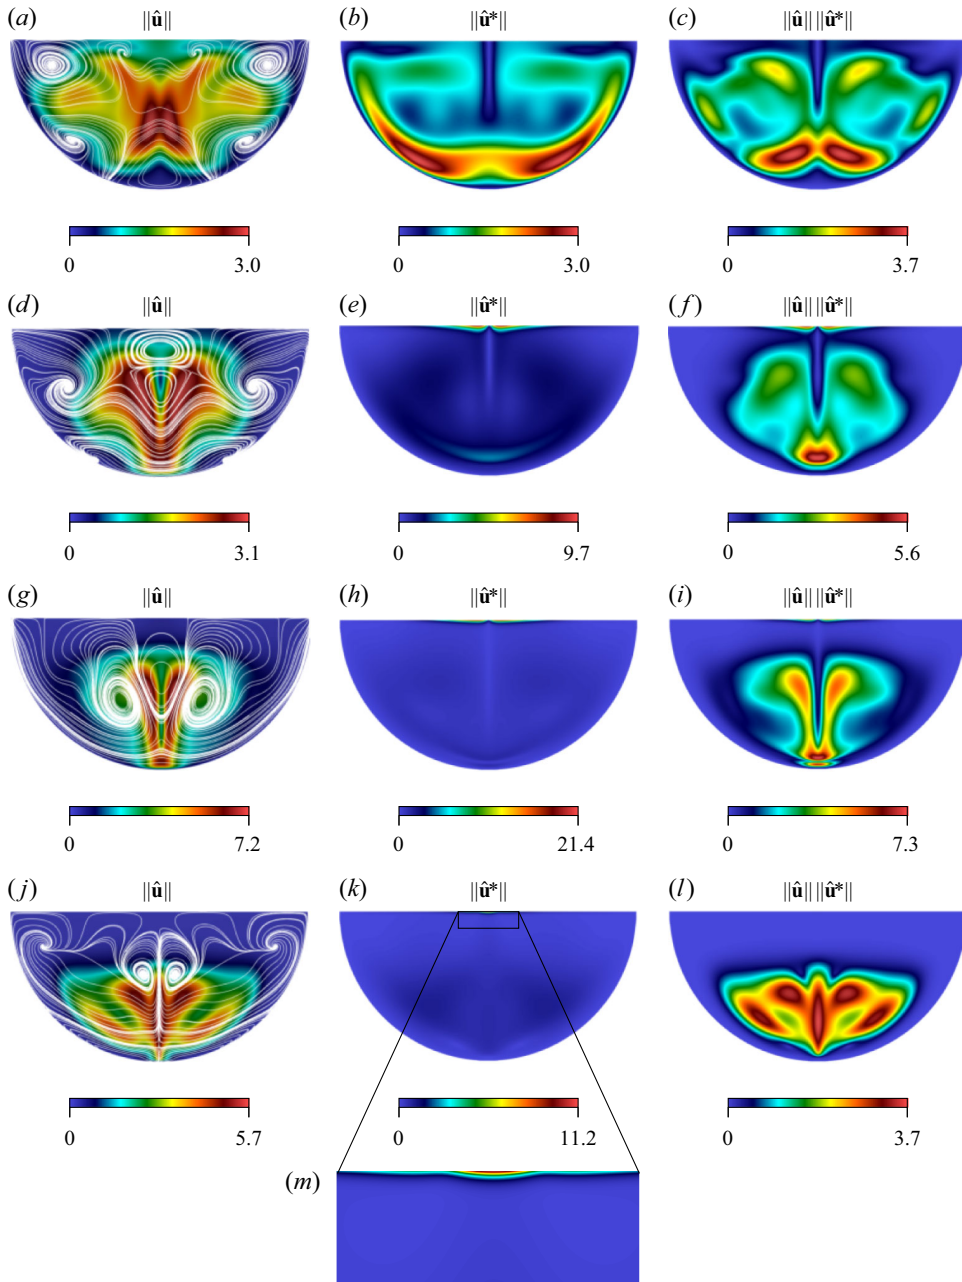 (a) ||û|| (b) ||û*|| (c) ||û|| ||û*||
0 3.0 0 3.0 0 3.7
(d) ||û|| (e) ||û*|| (f) ||û|| ||û*||
0 3.1 0 9.7 0 5.6
(g) ||û|| (h) ||û*|| (i) ||û|| ||û*||
0 7.2 0 21.4 0 7.3
(j) ||û|| (k) ||û*|| (l) ||û|| ||û*||
0 5.7 0 11.2 0 3.7
(m)